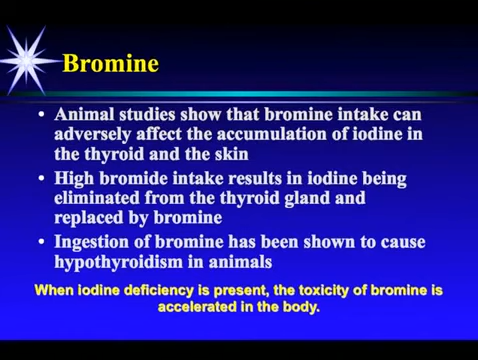 Bromine
• Animal studies show that bromine intake can
adversely affect the accumulation of iodine in
the thyroid and the skin
• High bromide intake results in iodine being
eliminated from the thyroid gland and
replaced by bromine
• Ingestion of bromine has been shown to cause
hypothyroidism in animals
When iodine deficiency is present, the toxicity of bromine is
accelerated in the body.